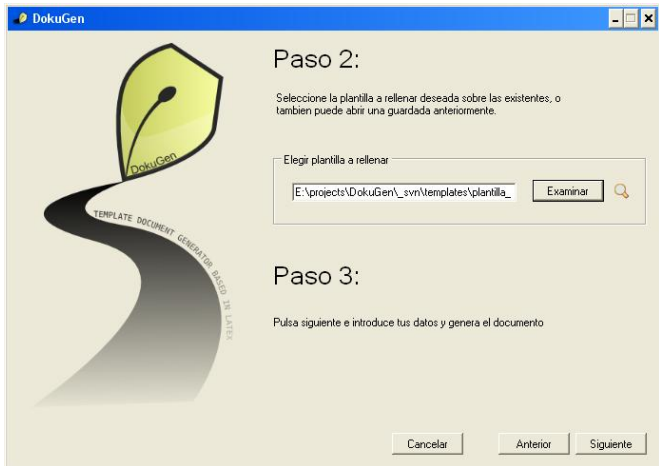 DokuGen
Paso 2:
Seleccione la plantilla a rellenar deseada sobre las existentes, o
tambien puede abrir una guardada anteriormente.
DokuGen
Elegir plantilla a rellenar
E:\projects\DokuGen\_svn\templates\plantilla_
Examinar
TEMPLATE DOCUMENT GENERATOR BASED IN LATEX
Paso 3:
Pulsa siguiente e introduce tus datos y genera el documento
Cancelar
Anterior
Siguiente